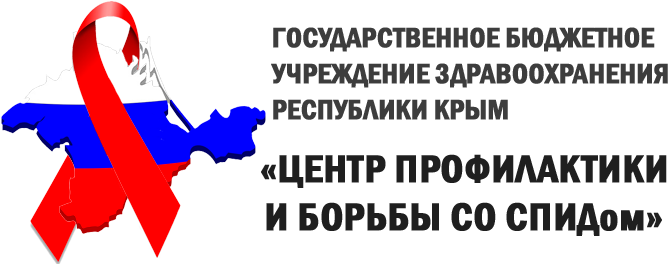 ГОСУДАРСТВЕННОЕ БЮДЖЕТНОЕ
УЧРЕЖДЕНИЕ ЗДРАВООХРАНЕНИЯ
РЕСПУБЛИКИ КРЫМ
«ЦЕНТР ПРОФИЛАКТИКИ
И БОРЬБЫ СО СПИДом»